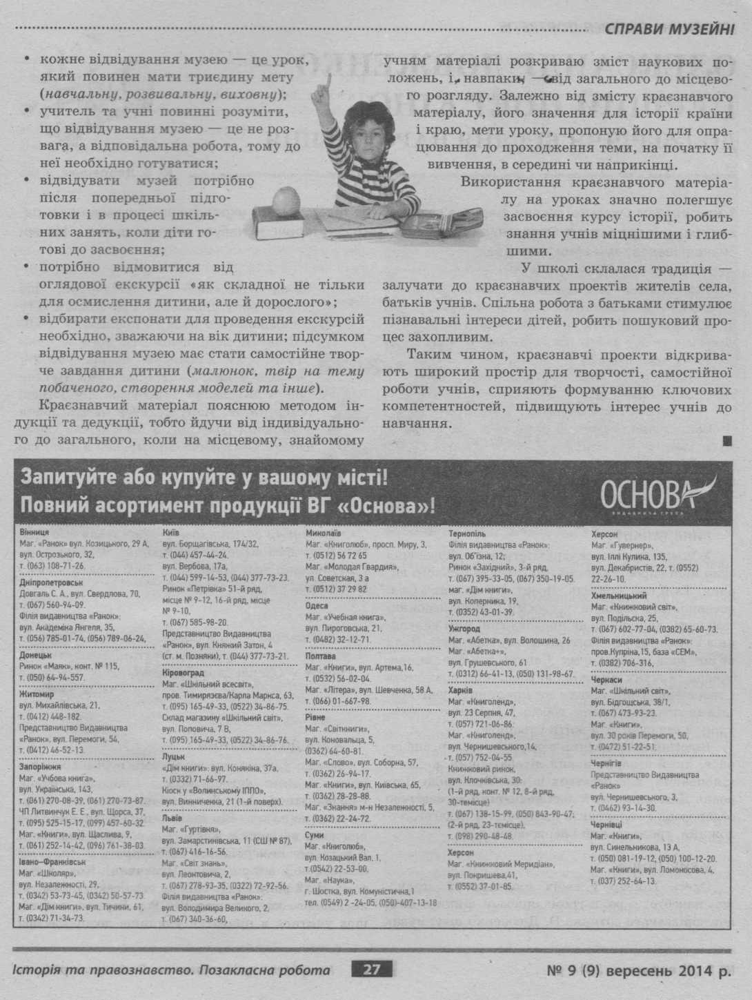 СПРАВИ МУЗЕЙНІ
• кожне відвідування музею — це урок,
який повинен мати триєдину мету
(навчальну, розвивальну, виховну);
• учитель та учні повинні розуміти,
що відвідування музею — це не роз-
вага, а відповідальна робота, тому до
неї необхідно готуватися;
• відвідувати музей потрібно
після попередньої підго-
товки і в процесі шкіль-
них занять, коли діти го-
тові до засвоєння;
• потрібно відмовитися від
оглядової екскурсії «як складної не тільки
для осмислення дитини, але й дорослого»;
• відбирати експонати для проведення екскурсій
необхідно, зважаючи на вік дитини; підсумком
відвідування музею має стати самостійне твор-
че завдання дитини (малюнок, твір на тему
побаченого, створення моделей та інше).
Краєзнавчий матеріал пояснюю методом ін-
дукції та дедукції, тобто йдучи від індивідуально-
го до загального, коли на місцевому, знайомому
учням матеріалі розкриваю зміст наукових по-
ложень, і, навпаки, — від загального до місцево-
го розгляду. Залежно від змісту краєзнавчого
матеріалу, його значення для історії країни
і краю, мети уроку, пропоную його для опра-
цювання до проходження теми, на початку її
вивчення, в середині чи наприкінці.
Використання краєзнавчого матеріа-
лу на уроках значно полегшує
засвоєння курсу історії, робить
знання учнів міцнішими і глиб-
шими.
У школі склалася традиція —
залучати до краєзнавчих проектів жителів села,
батьків учнів. Спільна робота з батьками стимулює
пізнавальні інтереси дітей, робить пошуковий про-
цес захопливим.
Таким чином, краєзнавчі проекти відкрива-
ють широкий простір для творчості, самостійної
роботи учнів, сприяють формуванню ключових
компетентностей, підвищують інтерес учнів до
навчання.
Запитуйте або купуйте у вашому місті!
Повний асортимент продукції ВГ «Основа»!
ОСНОВА
ВИДАВНИЧА ГРУПА
Вінниця
Маг. «Ранок» вул. Козицького, 29 А,
вул. Острозького, 32,
т. (063) 108-71-26.
Дніпропетровськ
Довгаль С. А., вул. Свердлова, 70,
т. (067) 560-94-09.
Філія видавництва «Ранок»:
вул. Академіка Янгеля, 35,
т. (056) 785-01-74, (056) 789-06-24,
Донецьк
Ринок «Маяк», конт. № 115,
т. (050) 64-94-557.
Житомир
вул. Михайлівська, 21,
т. (0412) 448-182.
Представництво Видавництва
«Ранок», вул. Перемоги, 54,
т. (0412) 46-52-13.
Запоріжжя
Маг. «Учбова книга»,
вул. Українська, 143,
т. (061) 270-08-39, (061) 270-73-87.
ЧП Литвинчук Е. Е., вул. Щорса, 37,
т. (095) 525-15-17, (099) 457-60-32.
Маг. «Книги», вул. Щаслива, 9,
т. (061) 252-14-42, (096) 761-38-03.
Івано–Франківськ
Маг. «Школяр»,
вул. Незалежності, 29,
т. (0342) 53-73-45, (0342) 50-57-73.
Маг. «Дім книги», вул. Тичини, 61,
т. (0342) 71-34-73.
Київ
вул. Борщагівська, 174/32,
т. (044) 457-44-24.
вул. Вербова, 17а,
т. (044) 599-14-53, (044) 377-73-23.
Ринок «Петрівка» 51-й ряд,
місце № 9-12, 16-й ряд, місце
№ 9-10,
т. (067) 585-98-20.
Представництво Видавництва
«Ранок», вул. Княжий Затон, 4
(ст. м. Позняки), т. (044) 377-73-21.
Кіровоград
Маг. «Шкільний всесвіт»,
пров. Тимирязєва/Карла Маркса, 63,
т. (095) 165-49-33, (0522) 34-86-75.
Склад магазину «Шкільний світ»,
вул. Поповича, 7 В,
т. (095) 165-49-33, (0522) 34-86-76.
Луцьк
«Дім книги»: вул. Конякіна, 37а,
т. (0332) 71-66-97.
Кіоск у «Волинському ІППО»,
вул. Винниченка, 21 (1-й поверх).
Львів
Маг. «Гуртівня»,
вул. Замарстинівська, 11 (СШ № 87),
т. (067) 416-16-56.
Маг. «Світ знань»,
вул. Леонтовича, 2,
т. (067) 278-93-35, (0322) 72-92-56.
Філія видавництва «Ранок»:
вул. Володимира Великого, 2,
т. (067) 340-36-60,
Миколаїв
Маг. «Книголюб», просп. Миру, 3,
т. (0512) 56 72 65
Маг. «Молодая Гвардия»,
ул. Советская, 3 а
т. (0512) 37 29 82
Одеса
Маг. «Учебная книга»,
вул. Пироговська, 21,
т. (0482) 32-12-71.
Полтава
Маг. «Книги», вул. Артема,16,
т. (0532) 56-02-04.
Маг. «Літера», вул. Шевченка, 58 А,
т. (066) 01-667-98.
Рівне
Маг. «Світкниги»,
вул. Коновальца, 5,
(0362) 64-60-81.
Маг. «Слово», вул. Соборна, 57,
т. (0362) 26-94-17.
Маг. «Книги», вул. Київська, 65,
т. (0362) 28-28-88.
Маг. «Знання» м-н Незалежності, 5,
т. (0362) 22-24-72.
Суми
Маг. «Книголюб»,
вул. Козацький Вал, 1,
т.(0542) 22-53-00.
Маг. «Наука»,
г. Шостка, вул. Комуністична,1
тел. (0549) 2 -24-05, (050)-407-13-18
Тернопіль
Філія видавництва «Ранок»:
вул. Об'їзна, 12;
Ринок «Західний», 3-й ряд,
т. (067) 395-33-05, (067) 350-19-05.
маг. «Дім книги»,
вул. Коперника, 19,
т. (0352) 43-01-39.
Ужгород
Маг. «Абетка», вул. Волошина, 26
Маг. «Абетка+»,
вул. Грушевського, 61
т. (0312) 66-41-13, (050) 131-98-67.
Харків
Маг. «Книголенд»,
вул. 23 Серпня, 47,
т. (057) 721-06-86.
Маг. «Книголенд»,
вул. Чернишевського,14,
т. (057) 752-04-55.
Книжковий ринок,
вул. Клочківська, 30:
(1-й ряд, конт. № 12, 8-й ряд,
30-темісце)
т. (067) 138-15-99, (050) 843-90-47;
(2-й ряд, 23-тємісце),
т. (098) 290-48-48.
Херсон
Маг. «Книжковий Меридіан»,
вул. Покришева,41,
т. (0552) 37-01-85.
Херсон
Маг. «Гувернер»,
вул. Іллі Кулика, 135,
вул. Декабристів, 22, т. (0552)
22-26-10.
Хмельницький
Маг. «Книжковий світ»,
вул. Подільска, 25,
т. (067) 602-77-04, (0382) 65-60-73.
Філія видавництва «Ранок»:
пров.Купріна,15, база «СЕМ»,
т. (0382) 706-316,
Черкаси
Маг. «Шкільний світ»,
вул. Бідгощська, 38/1,
т. (067) 473-93-23.
Маг. «Книги»,
вул. 30 років Перемоги, 50,
т. (0472) 51-22-51.
Чернігів
Представництво Видавництва
«Ранок»
вул. Чернишевського, 3,
т. (0462) 93-14-30.
Чернівці
Маг. «Книги»,
вул. Синельникова, 13 А,
т. (050) 081-19-12, (050) 100-12-20.
Маг. «Книги», вул. Ломоносова, 4,
т. (037) 252-64-13.
Історія та правознавство. Позакласна робота
27
№ 9 (9) вересень 2014 р.